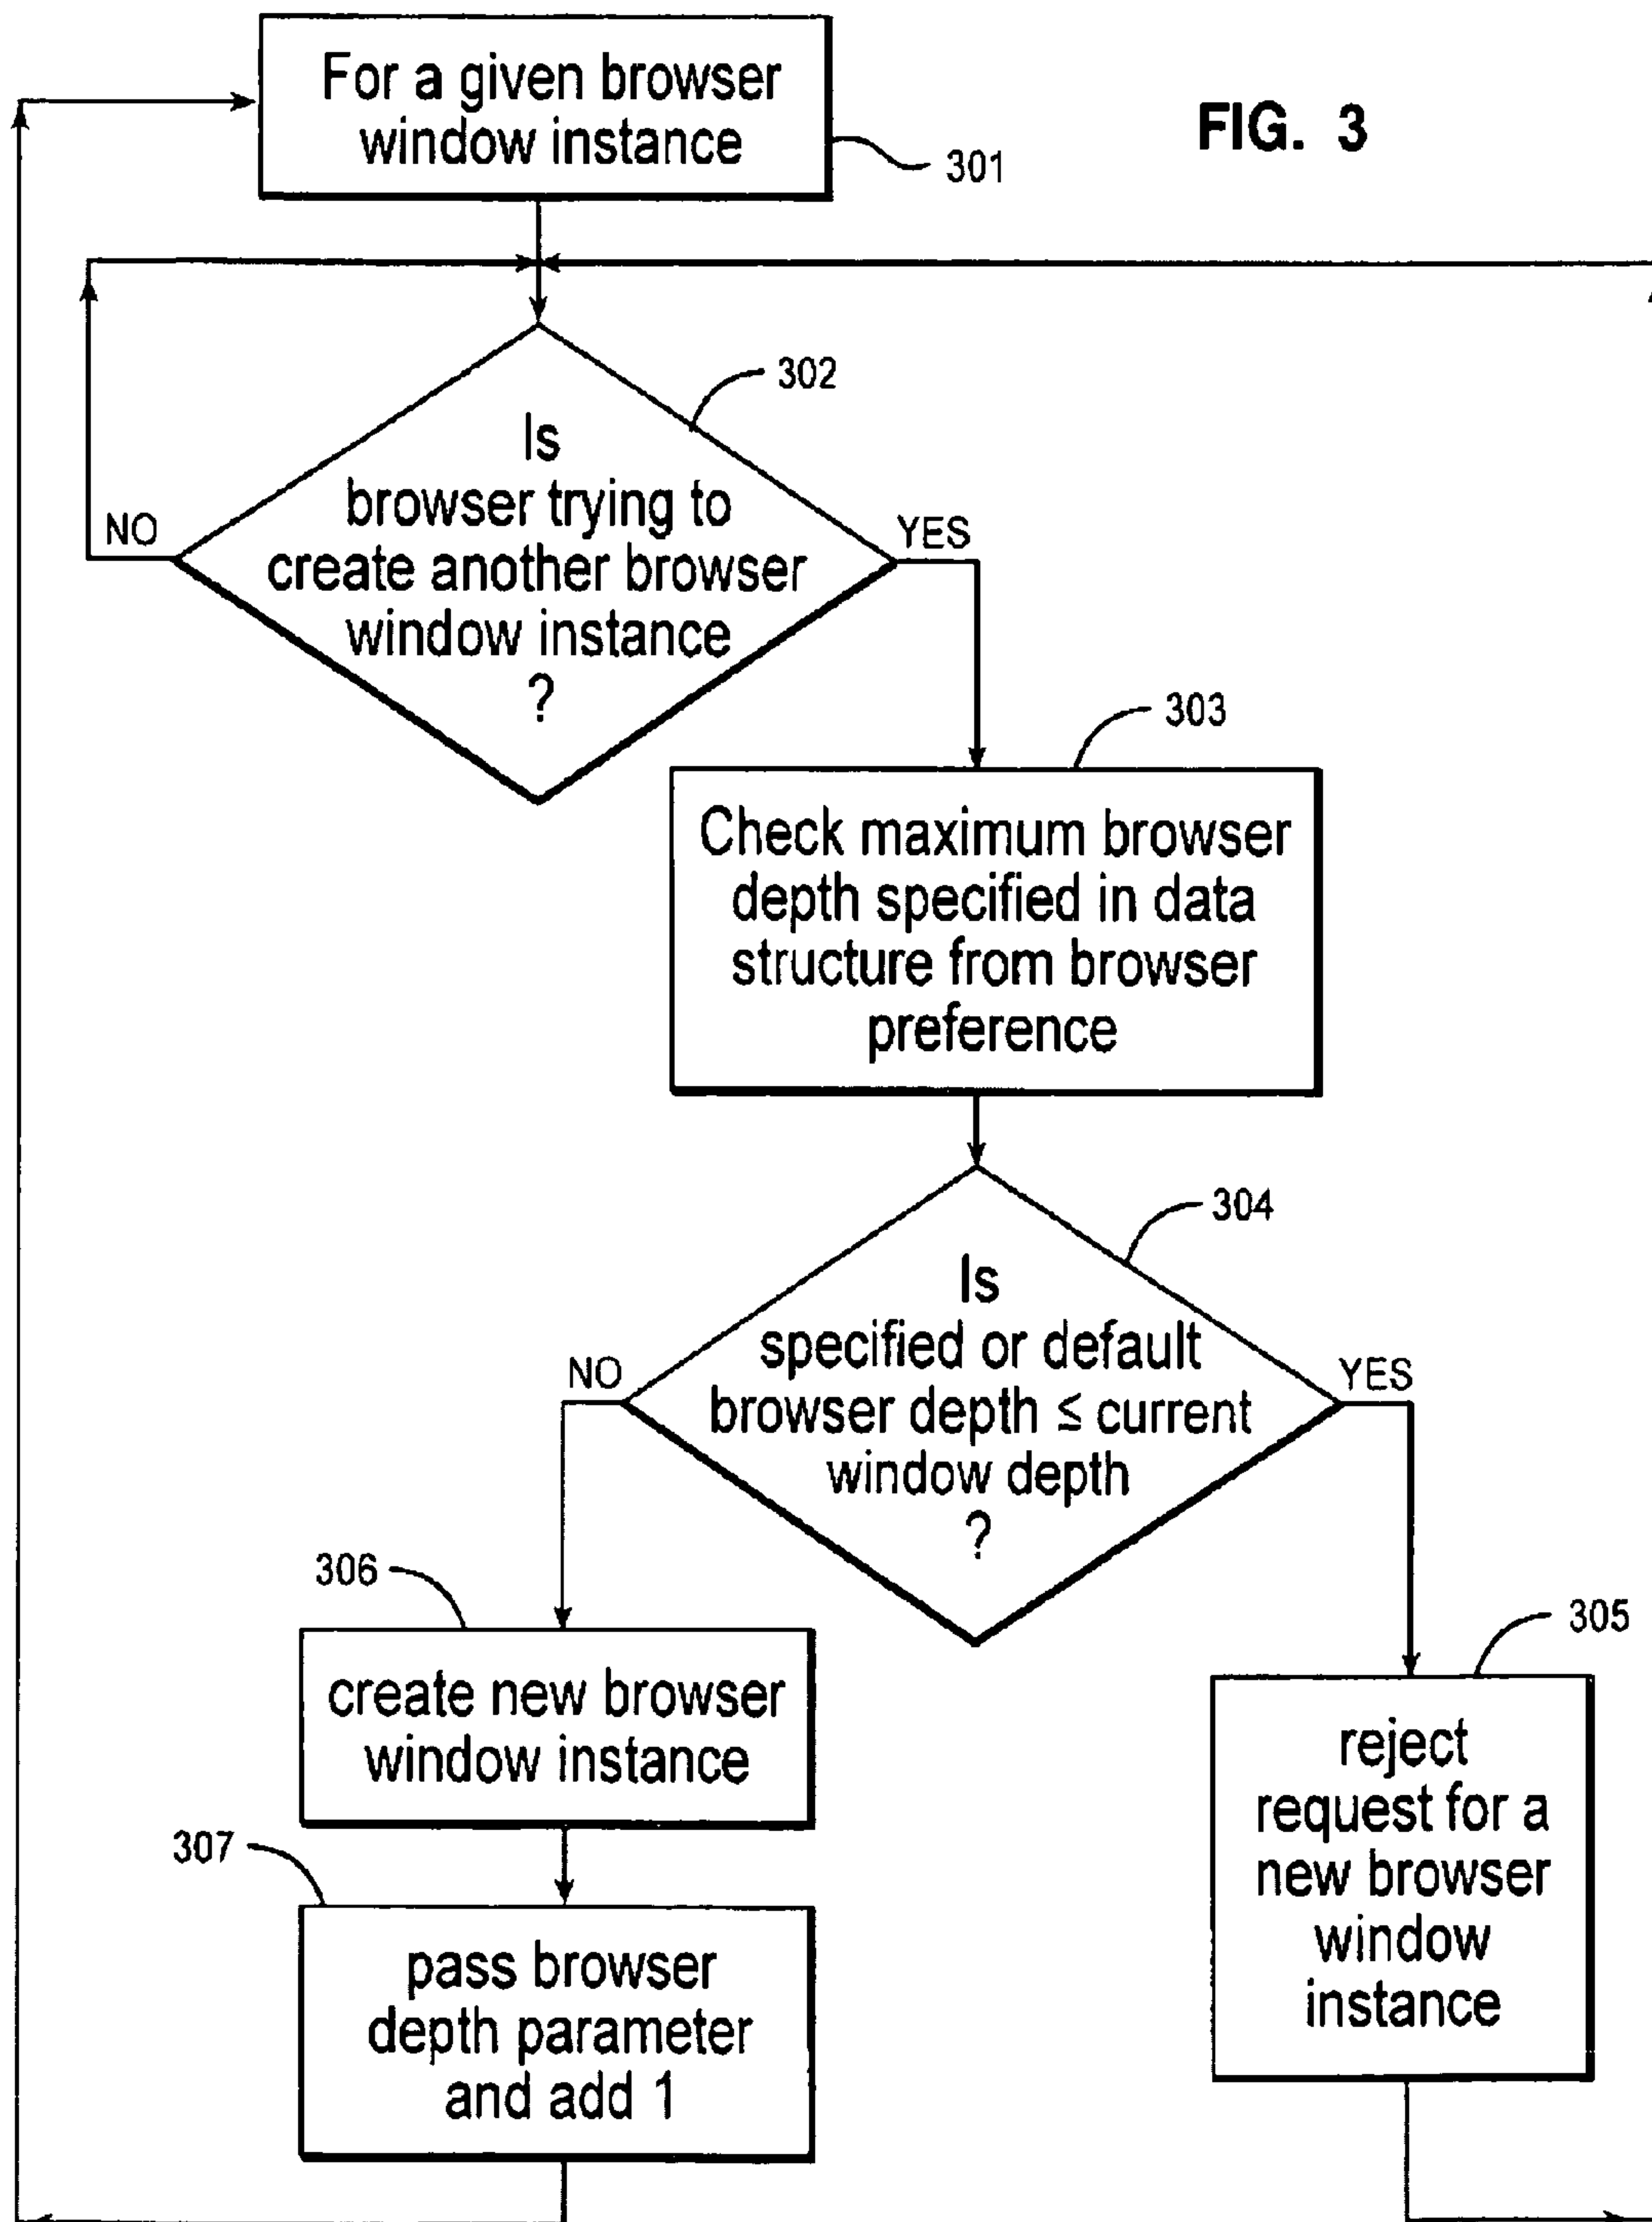 For a given browser
window instance
301
FIG. 3
302
Is
browser trying to
create another browser
window instance
?
NO
YES
303
Check maximum browser
depth specified in data
structure from browser
preference
304
Is
specified or default
browser depth ≤ current
window depth
?
NO
YES
306
create new browser
window instance
305
reject
request for a
new browser
window
instance
307
pass browser
depth parameter
and add 1